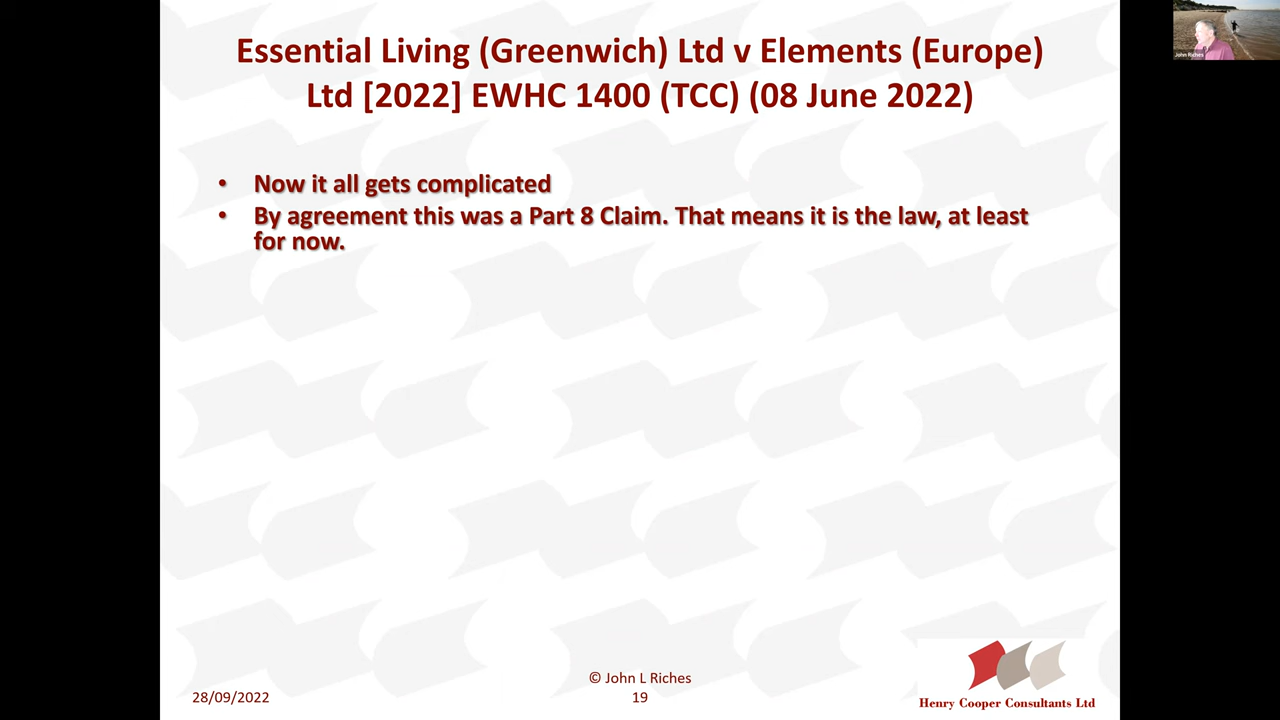 Essential Living (Greenwich) Ltd v Elements (Europe)
Ltd [2022] EWHC 1400 (TCC) (08 June 2022)
John Riches
• Now it all gets complicated
• By agreement this was a Part 8 Claim. That means it is the law, at least
for now.
© John L Riches
28/09/2022
19
Henry Cooper Consultants Ltd